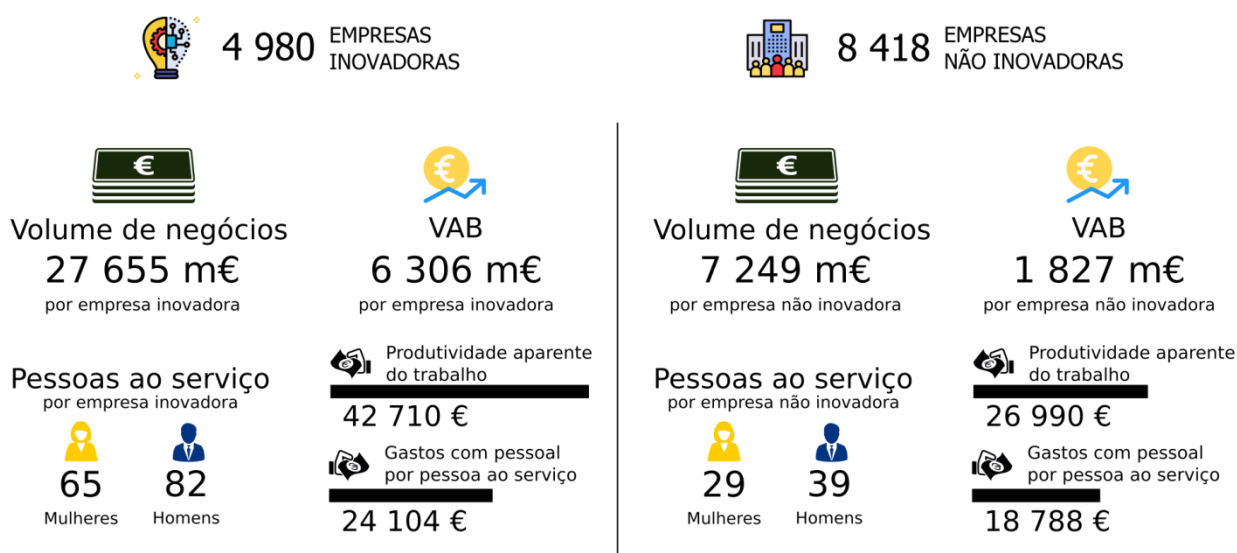 4 980 EMPRESAS
INOVADORAS
8 418 EMPRESAS
NÃO INOVADORAS
€
Volume de negócios
27 655 m€
por empresa inovadora
€
VAB
6 306 m€
por empresa inovadora
Pessoas ao serviço
por empresa inovadora
65
Mulheres
82
Homens
Produtividade aparente
do trabalho
42 710 €
Gastos com pessoal
por pessoa ao serviço
24 104 €
€
Volume de negócios
7 249 m€
por empresa não inovadora
€
VAB
1 827 m€
por empresa não inovadora
Pessoas ao serviço
por empresa não inovadora
29
Mulheres
39
Homens
Produtividade aparente
do trabalho
26 990 €
Gastos com pessoal
por pessoa ao serviço
18 788 €